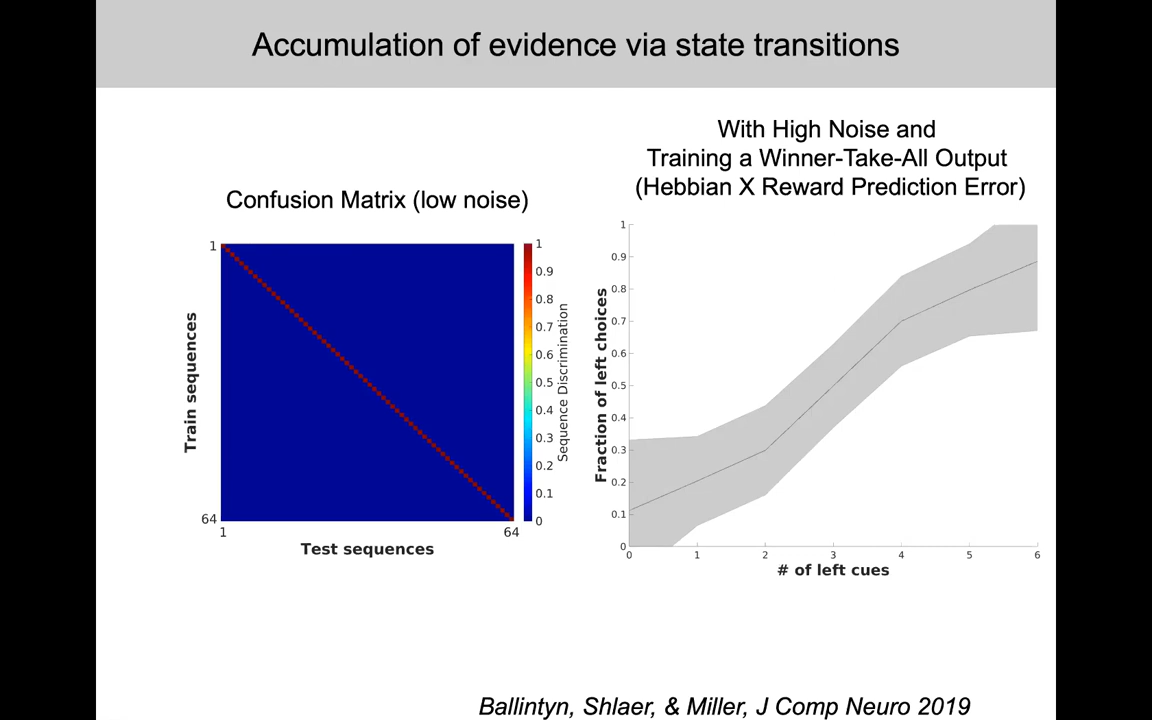 Accumulation of evidence via state transitions
Confusion Matrix (low noise)
1
64
Train sequences
1
64
Test sequences
1
0.9
0.8
0.7
0.6
0.5
0.4
0.3
0.2
0.1
0
Sequence Discrimination
With High Noise and
Training a Winner-Take-All Output
(Hebbian X Reward Prediction Error)
1
0.9
0.8
0.7
0.6
0.5
0.4
0.3
0.2
0.1
0
Fraction of left choices
0 1 2 3 4 5 6
# of left cues
Ballintyn, Shlaer, & Miller, J Comp Neuro 2019